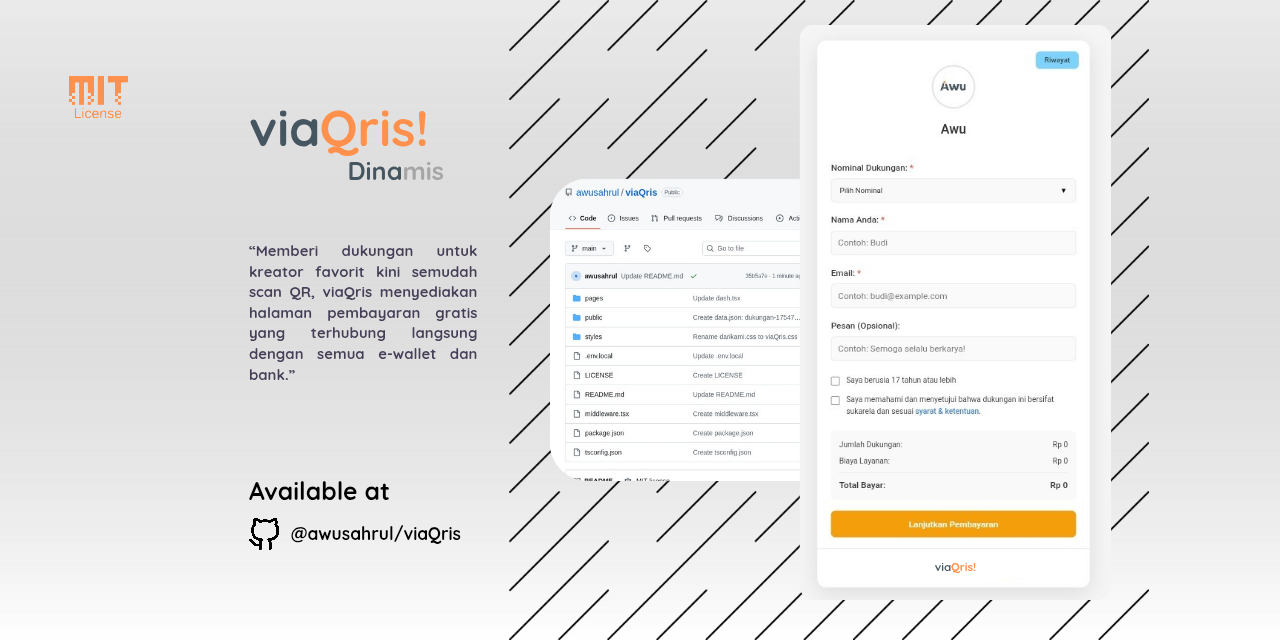 MIT
License
viaQris!
Dinamis
“Memberi dukungan untuk
kreator favorit kini semudah
scan QR, viaQris menyediakan
halaman pembayaran gratis
yang terhubung langsung
dengan semua e-wallet dan
bank.”
Available at
@awusahrul/viaQris
awusahrul / viaQris Public
Code Issues Pull requests Discussions
main Go to file
awusahrul Update README.md 35b5a7e · 1 minute
pages Update dash.tsx
public Create data.json: dukungan-17547...
styles Rename darikami.css to viaQris.css
.env.local Update .env.local
LICENSE Create LICENSE
README.md Update README.md
middleware.tsx Create middleware.tsx
package.json Create package.json
tsconfig.json Create tsconfig.json
README MIT license
Riwayat
Awu
Awu
Nominal Dukungan: *
Pilih Nominal
Nama Anda: *
Contoh: Budi
Email: *
Contoh: budi@example.com
Pesan (Opsional):
Contoh: Semoga selalu berkarya!
Saya berusia 17 tahun atau lebih
Saya memahami dan menyetujui bahwa dukungan ini bersifat
sukarela dan sesuai syarat & ketentuan.
Jumlah Dukungan: Rp 0
Biaya Layanan: Rp 0
Total Bayar: Rp 0
Lanjutkan Pembayaran
viaQris!